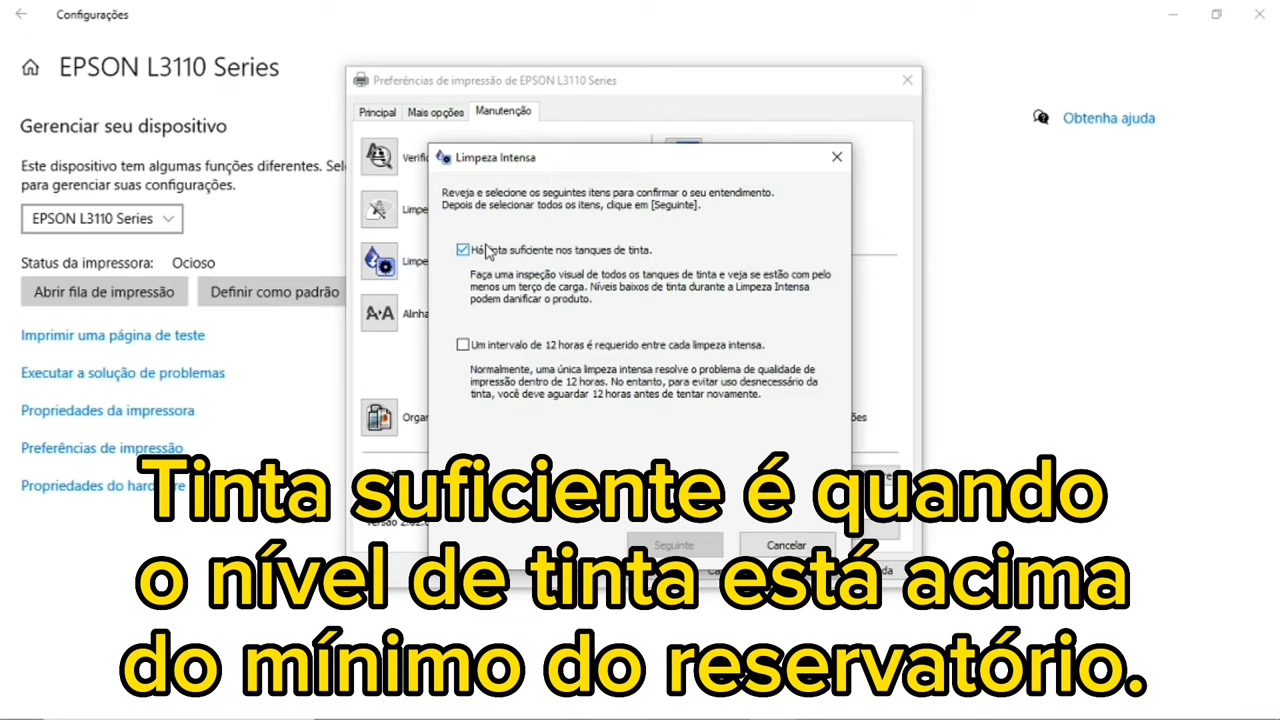 Configurações
EPSON L3110 Series
Gerenciar seu dispositivo
Este dispositivo tem algumas funções diferentes. Sel
para gerenciar suas configurações.
EPSON L3110 Series
Status da impressora: Ocioso
Abrir fila de impressão
Definir como padrão
Imprimir uma página de teste
Executar a solução de problemas
Propriedades da impressora
Preferências de impressão
Propriedades do hardware
Obtenha ajuda
Preferências de impressão de EPSON L3110 Series
Principal
Mais opções
Manutenção
Verific
Limpe
Limpe
Alinha
Organ
ões
Limpeza Intensa
Reveja e selecione os seguintes itens para confirmar o seu entendimento.
Depois de selecionar todos os itens, clique em [Seguinte].
Há tinta suficiente nos tanques de tinta.
Faça uma inspeção visual de todos os tanques de tinta e veja se estão com pelo
menos um terço de carga. Níveis baixos de tinta durante a Limpeza Intensa
podem danificar o produto.
Um intervalo de 12 horas é requerido entre cada limpeza intensa.
Normalmente, uma única limpeza intensa resolve o problema de qualidade de
impressão dentro de 12 horas. No entanto, para evitar uso desnecessário da
tinta, você deve aguardar 12 horas antes de tentar novamente.
Seguinte
Cancelar
Tinta suficiente é quando
o nível de tinta está acima
do mínimo do reservatório.